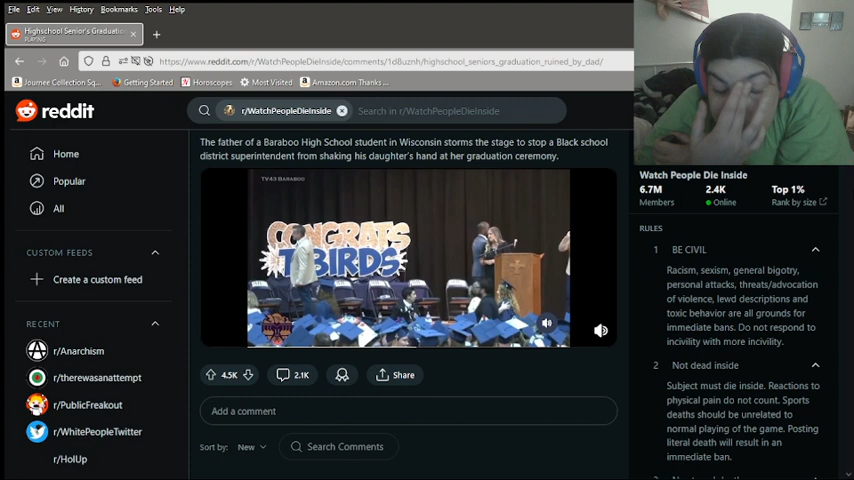 File Edit View History Bookmarks Tools Help
Highschool Senior's Graduatio
PLAYING
https://www.reddit.com/r/WatchPeopleDieInside/comments/1d8uznh/highschool_seniors_graduation_ruined_by_dad/
Journee Collection Sq... Getting Started Horoscopes Most Visited Amazon.com Thanks ...
reddit
r/WatchPeopleDieInside Search in r/WatchPeopleDieInside
Home
Popular
All
CUSTOM FEEDS
Create a custom feed
RECENT
r/Anarchism
r/therewasanattempt
r/PublicFreakout
r/WhitePeopleTwitter
r/HolUp
The father of a Baraboo High School student in Wisconsin storms the stage to stop a Black school
district superintendent from shaking his daughter's hand at her graduation ceremony.
TV43 BARABOO
CONGRATS
T-BIRDS
4.5K 2.1K Share
Add a comment
Sort by: New Search Comments
Watch People Die Inside
6.7M 2.4K Top 1%
Members Online Rank by size
RULES
1 BE CIVIL
Racism, sexism, general bigotry,
personal attacks, threats/advocation
of violence, lewd descriptions and
toxic behavior are all grounds for
immediate bans. Do not respond to
incivility with more incivility.
2 Not dead inside
Subject must die inside. Reactions to
physical pain do not count. Sports
deaths should be unrelated to
normal playing of the game. Posting
literal death will result in an
immediate ban.